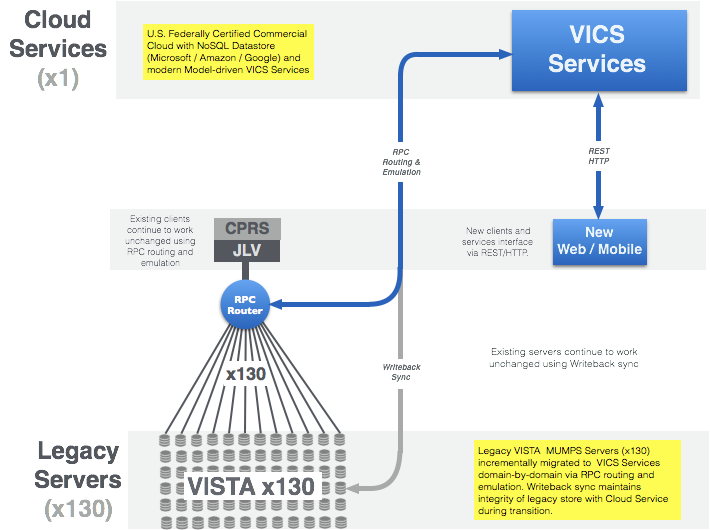 Cloud
Services
(x1)
U.S. Federally Certified Commercial
Cloud with NoSQL Datastore
(Microsoft / Amazon / Google) and
modern Model-driven VICS Services
VICS
Services
RPC
Routing &
Emulation
REST
HTTP
Existing clients
continue to work
unchanged using
RPC routing and
emulation
CPRS
JLV
New clients and
services interface
via REST/HTTP.
New
Web / Mobile
RPC
Router
x130
Writeback
Sync
Existing servers continue to work
unchanged using Writeback sync
Legacy
Servers
(x130)
VISTA x130
Legacy VISTA MUMPS Servers (x130)
incrementally migrated to VICS Services
domain-by-domain via RPC routing and
emulation. Writeback sync maintains
integrity of legacy store with Cloud Service
during transition.